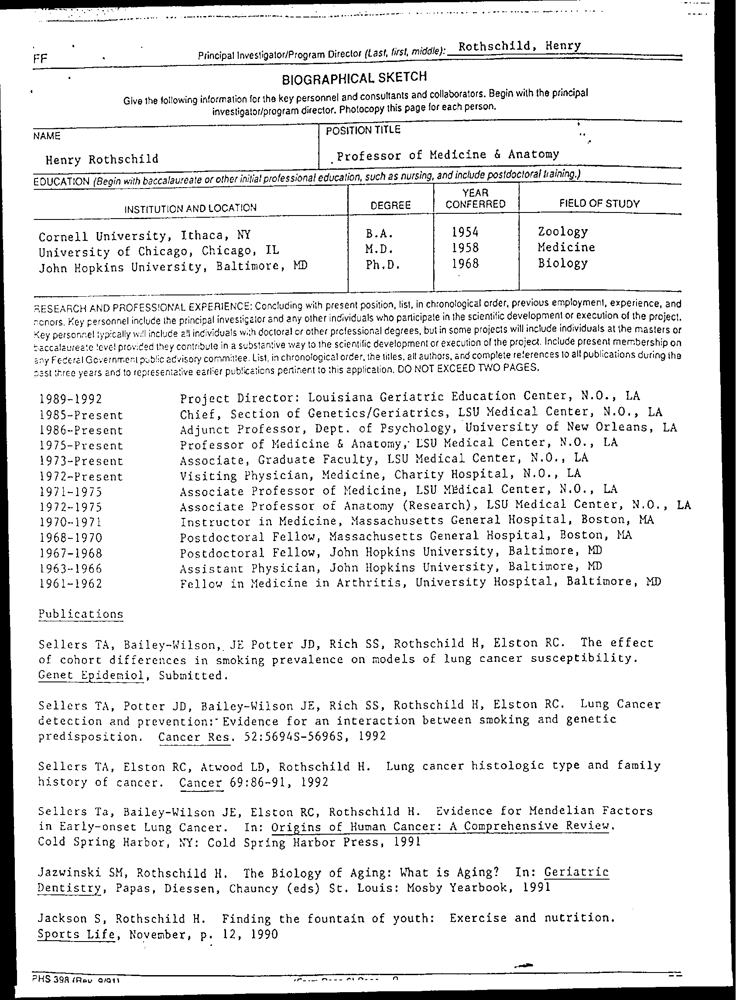 FF
Principal Investigator/Program Director (Last, first, middle): Rothschild, Henry
BIOGRAPHICAL SKETCH
Give the following information for the key personnel and consultants and collaborators. Begin with the principal
investigator/program director. Photocopy this page for each person.
NAME
POSITION TITLE
Henry Rothschild
Professor of Medicine & Anatomy
EDUCATION (Begin with baccalaureate or other initial professional education, such as nursing, and include postdoctoral training.)
INSTITUTION AND LOCATION
DEGREE
YEAR
CONFERRED
FIELD OF STUDY
Cornell University, Ithaca, NY B.A. 1954 Zoology
University of Chicago, Chicago, IL M.D. 1958 Medicine
John Hopkins University, Baltimore, MD Ph.D. 1968 Biology
RESEARCH AND PROFESSIONAL EXPERIENCE: Concluding with present position, list, in chronological order, previous employment, experience, and
honors. Key personnel include the principal investigator and any other individuals who participate in the scientific development or execution of the project.
Key personnel typically will include all individuals with doctoral or other professional degrees, but in some projects will include individuals at the masters or
baccalaureate level provided they contribute in a substantive way to the scientific development or execution of the project. Include present membership on
any Federal Government public advisory committee. List, in chronological order, the titles, all authors, and complete references to all publications during the
past three years and to representative earlier publications pertinent to this application. DO NOT EXCEED TWO PAGES.
1989-1992 Project Director: Louisiana Geriatric Education Center, N.O., LA
1985-Present Chief, Section of Genetics/Geriatrics, LSU Medical Center, N.O., LA
1986-Present Adjunct Professor, Dept. of Psychology, University of New Orleans, LA
1975-Present Professor of Medicine & Anatomy, LSU Medical Center, N.O., LA
1973-Present Associate, Graduate Faculty, LSU Medical Center, N.O., LA
1972-Present Visiting Physician, Medicine, Charity Hospital, N.O., LA
1971-1975 Associate Professor of Medicine, LSU Medical Center, N.O., LA
1972-1975 Associate Professor of Anatomy (Research), LSU Medical Center, N.O., LA
1970-1971 Instructor in Medicine, Massachusetts General Hospital, Boston, MA
1968-1970 Postdoctoral Fellow, Massachusetts General Hospital, Boston, MA
1967-1968 Postdoctoral Fellow, John Hopkins University, Baltimore, MD
1963-1966 Assistant Physician, John Hopkins University, Baltimore, MD
1961-1962 Fellow in Medicine in Arthritis, University Hospital, Baltimore, MD
Publications
Sellers TA, Bailey-Wilson, JE Potter JD, Rich SS, Rothschild H, Elston RC. The effect
of cohort differences in smoking prevalence on models of lung cancer susceptibility.
Genet Epidemiol, Submitted.
Sellers TA, Potter JD, Bailey-Wilson JE, Rich SS, Rothschild H, Elston RC. Lung Cancer
detection and prevention: Evidence for an interaction between smoking and genetic
predisposition. Cancer Res. 52:5694S-5696S, 1992
Sellers TA, Elston RC, Atwood LD, Rothschild H. Lung cancer histologic type and family
history of cancer. Cancer 69:86-91, 1992
Sellers Ta, Bailey-Wilson JE, Elston RC, Rothschild H. Evidence for Mendelian Factors
in Early-onset Lung Cancer. In: Origins of Human Cancer: A Comprehensive Review.
Cold Spring Harbor, NY: Cold Spring Harbor Press, 1991
Jazwinski SM, Rothschild H. The Biology of Aging: What is Aging? In: Geriatric
Dentistry, Papas, Diessen, Chauncy (eds) St. Louis: Mosby Yearbook, 1991
Jackson S, Rothschild H. Finding the fountain of youth: Exercise and nutrition.
Sports Life, November, p. 12, 1990
PHS 398 (Rev. 9/91)